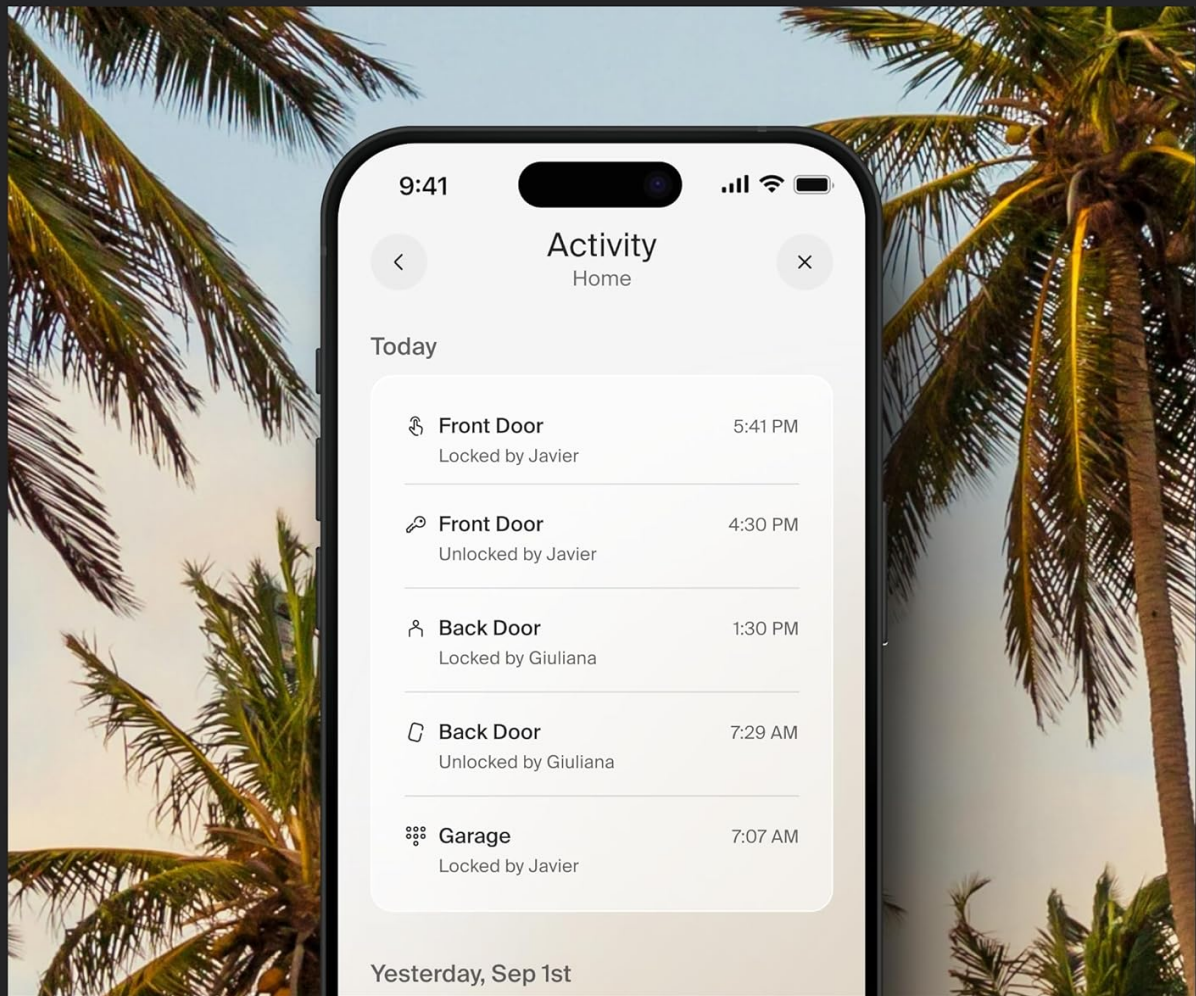 9:41
Activity
Home
Today
Front Door 5:41 PM
Locked by Javier
Front Door 4:30 PM
Unlocked by Javier
Back Door 1:30 PM
Locked by Giuliana
Back Door 7:29 AM
Unlocked by Giuliana
Garage 7:07 AM
Locked by Javier
Yesterday, Sep 1st